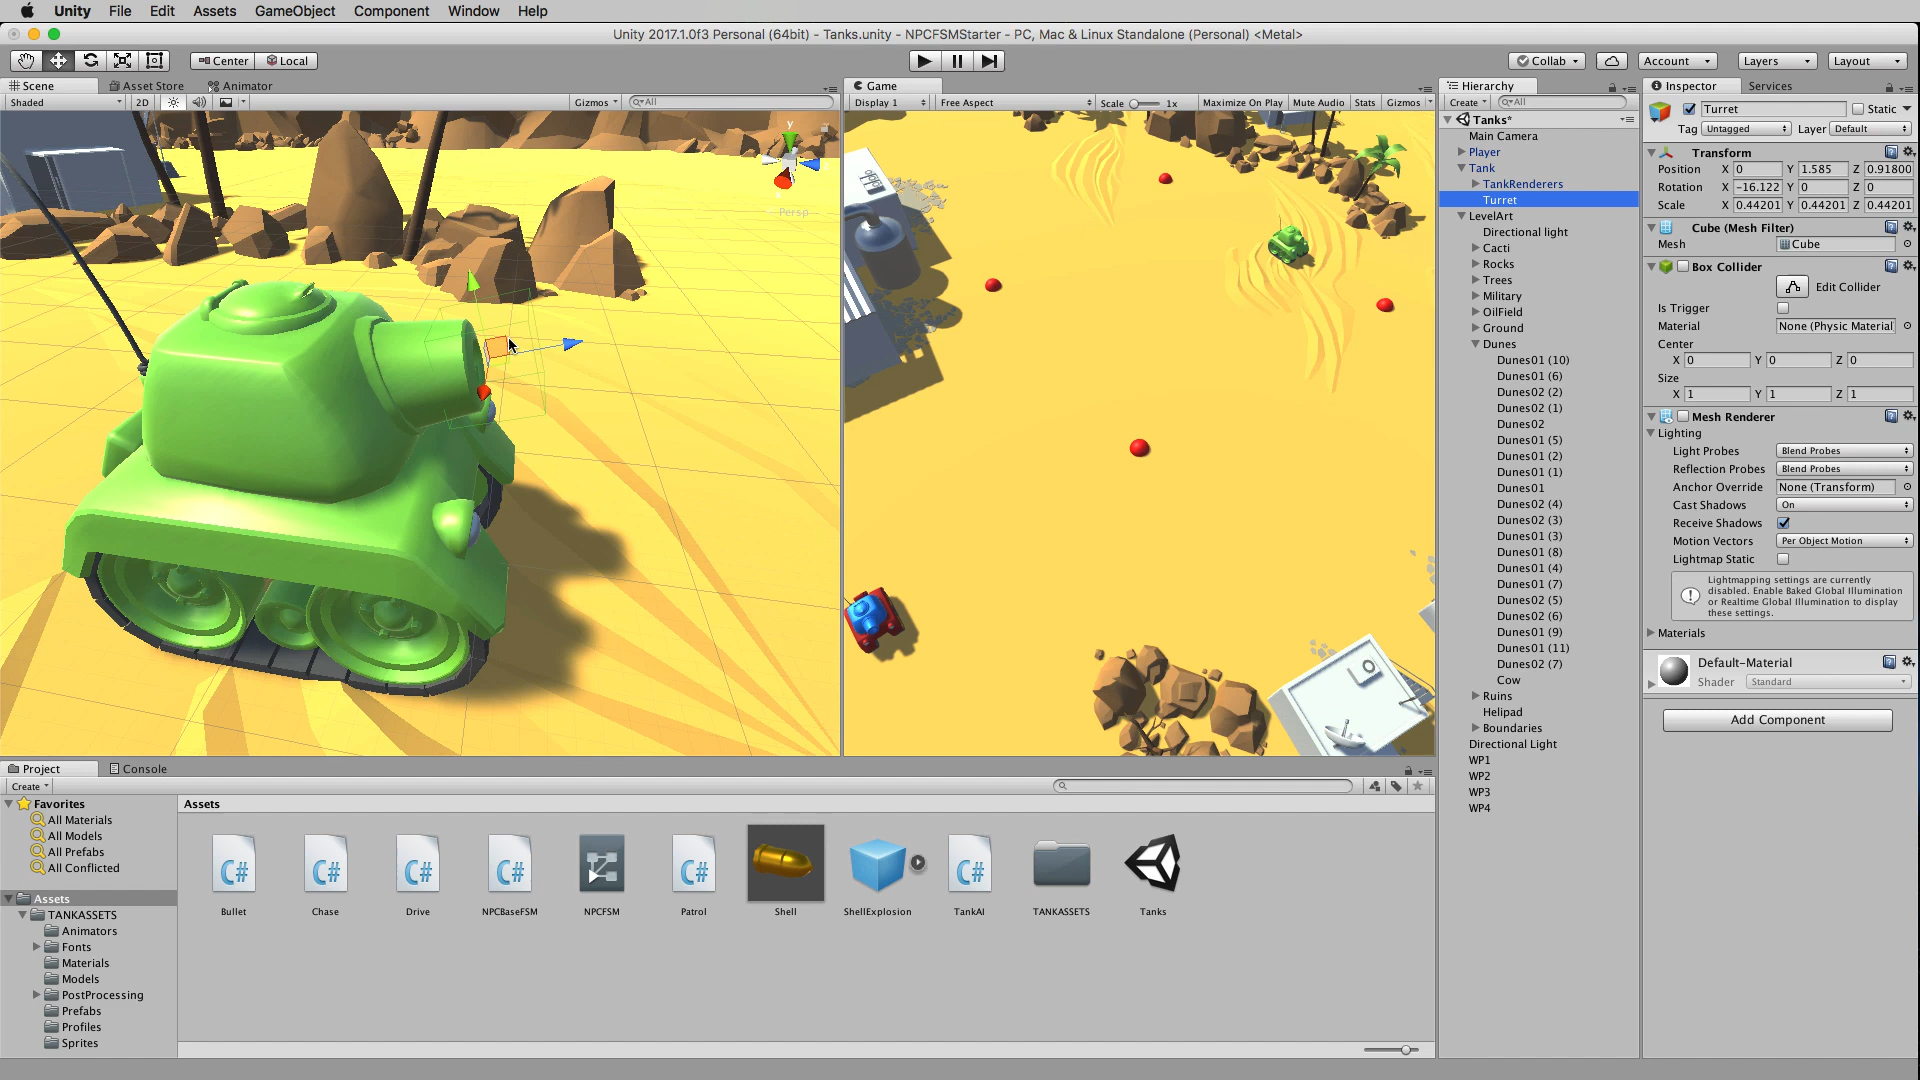 Unity File Edit Assets GameObject Component Window Help
Unity 2017.1.0f3 Personal (64bit) - Tanks.unity - NPCFSMStarter - PC, Mac & Linux Standalone (Personal) <Metal>
Center Local
Collab Account Layers Layout
Scene Asset Store Animator
Shaded 2D Gizmos All
y
Persp
Game
Display 1 Free Aspect Scale 1x Maximize On Play Mute Audio Stats Gizmos
Hierarchy
Create All
Tanks*
Main Camera
Player
Tank
TankRenderers
Turret
LevelArt
Directional light
Cacti
Rocks
Trees
Military
OilField
Ground
Dunes
Dunes01 (10)
Dunes01 (6)
Dunes02 (2)
Dunes02 (1)
Dunes02
Dunes01 (5)
Dunes01 (2)
Dunes01 (1)
Dunes01
Dunes02 (4)
Dunes02 (3)
Dunes01 (3)
Dunes01 (8)
Dunes01 (4)
Dunes01 (7)
Dunes02 (5)
Dunes02 (6)
Dunes01 (9)
Dunes01 (11)
Dunes02 (7)
Cow
Ruins
Helipad
Boundaries
Directional Light
WP1
WP2
WP3
WP4
Inspector Services
Turret Static
Tag Untagged Layer Default
Transform
Position X 0 Y 1.585 Z 0.91800
Rotation X -16.122 Y 0 Z 0
Scale X 0.44201 Y 0.44201 Z 0.44201
Cube (Mesh Filter)
Mesh Cube
Box Collider
Edit Collider
Is Trigger
Material None (Physic Material)
Center
X 0 Y 0 Z 0
Size
X 1 Y 1 Z 1
Mesh Renderer
Lighting
Light Probes Blend Probes
Reflection Probes Blend Probes
Anchor Override None (Transform)
Cast Shadows On
Receive Shadows
Motion Vectors Per Object Motion
Lightmap Static
Lightmapping settings are currently
disabled. Enable Baked Global Illumination
or Realtime Global Illumination to display
these settings.
Materials
Default-Material
Shader Standard
Add Component
Project Console
Create
Favorites
All Materials
All Models
All Prefabs
All Conflicted
Assets
TANKASSETS
Animators
Fonts
Materials
Models
PostProcessing
Prefabs
Profiles
Sprites
Assets
C# C# C# C# C# C#
Bullet Chase Drive NPCBaseFSM NPCFSM Patrol Shell ShellExplosion TankAI TANKASSETS Tanks